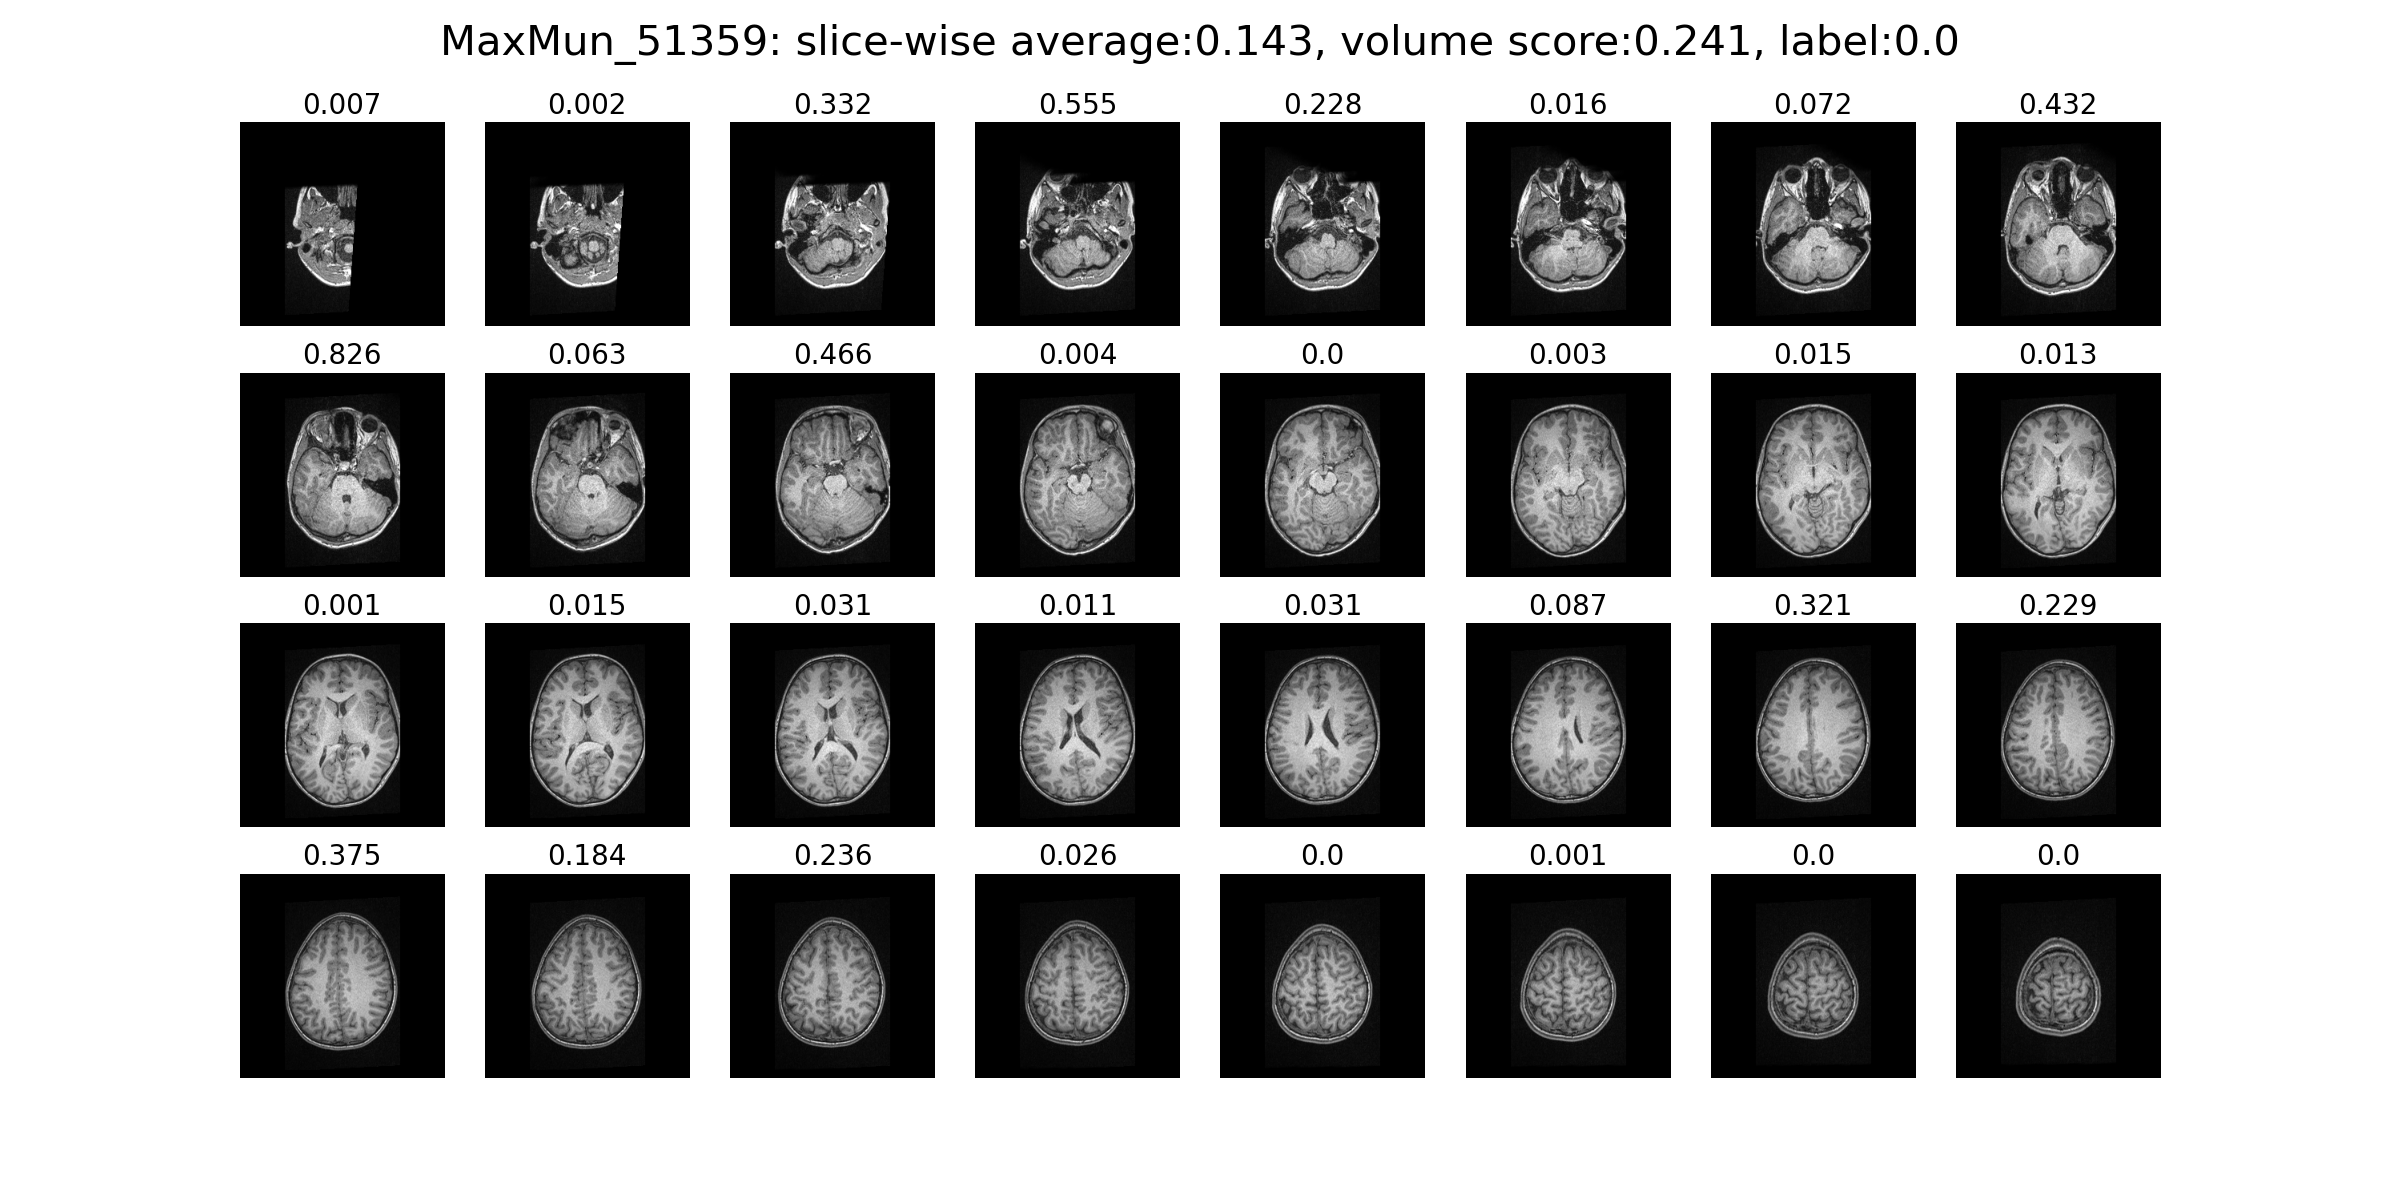 MaxMun_51359: slice-wise average:0.143, volume score:0.241, label:0.0
0.007 0.002 0.332 0.555 0.228 0.016 0.072 0.432
0.826 0.063 0.466 0.004 0.0 0.003 0.015 0.013
0.001 0.015 0.031 0.011 0.031 0.087 0.321 0.229
0.375 0.184 0.236 0.026 0.0 0.001 0.0 0.0